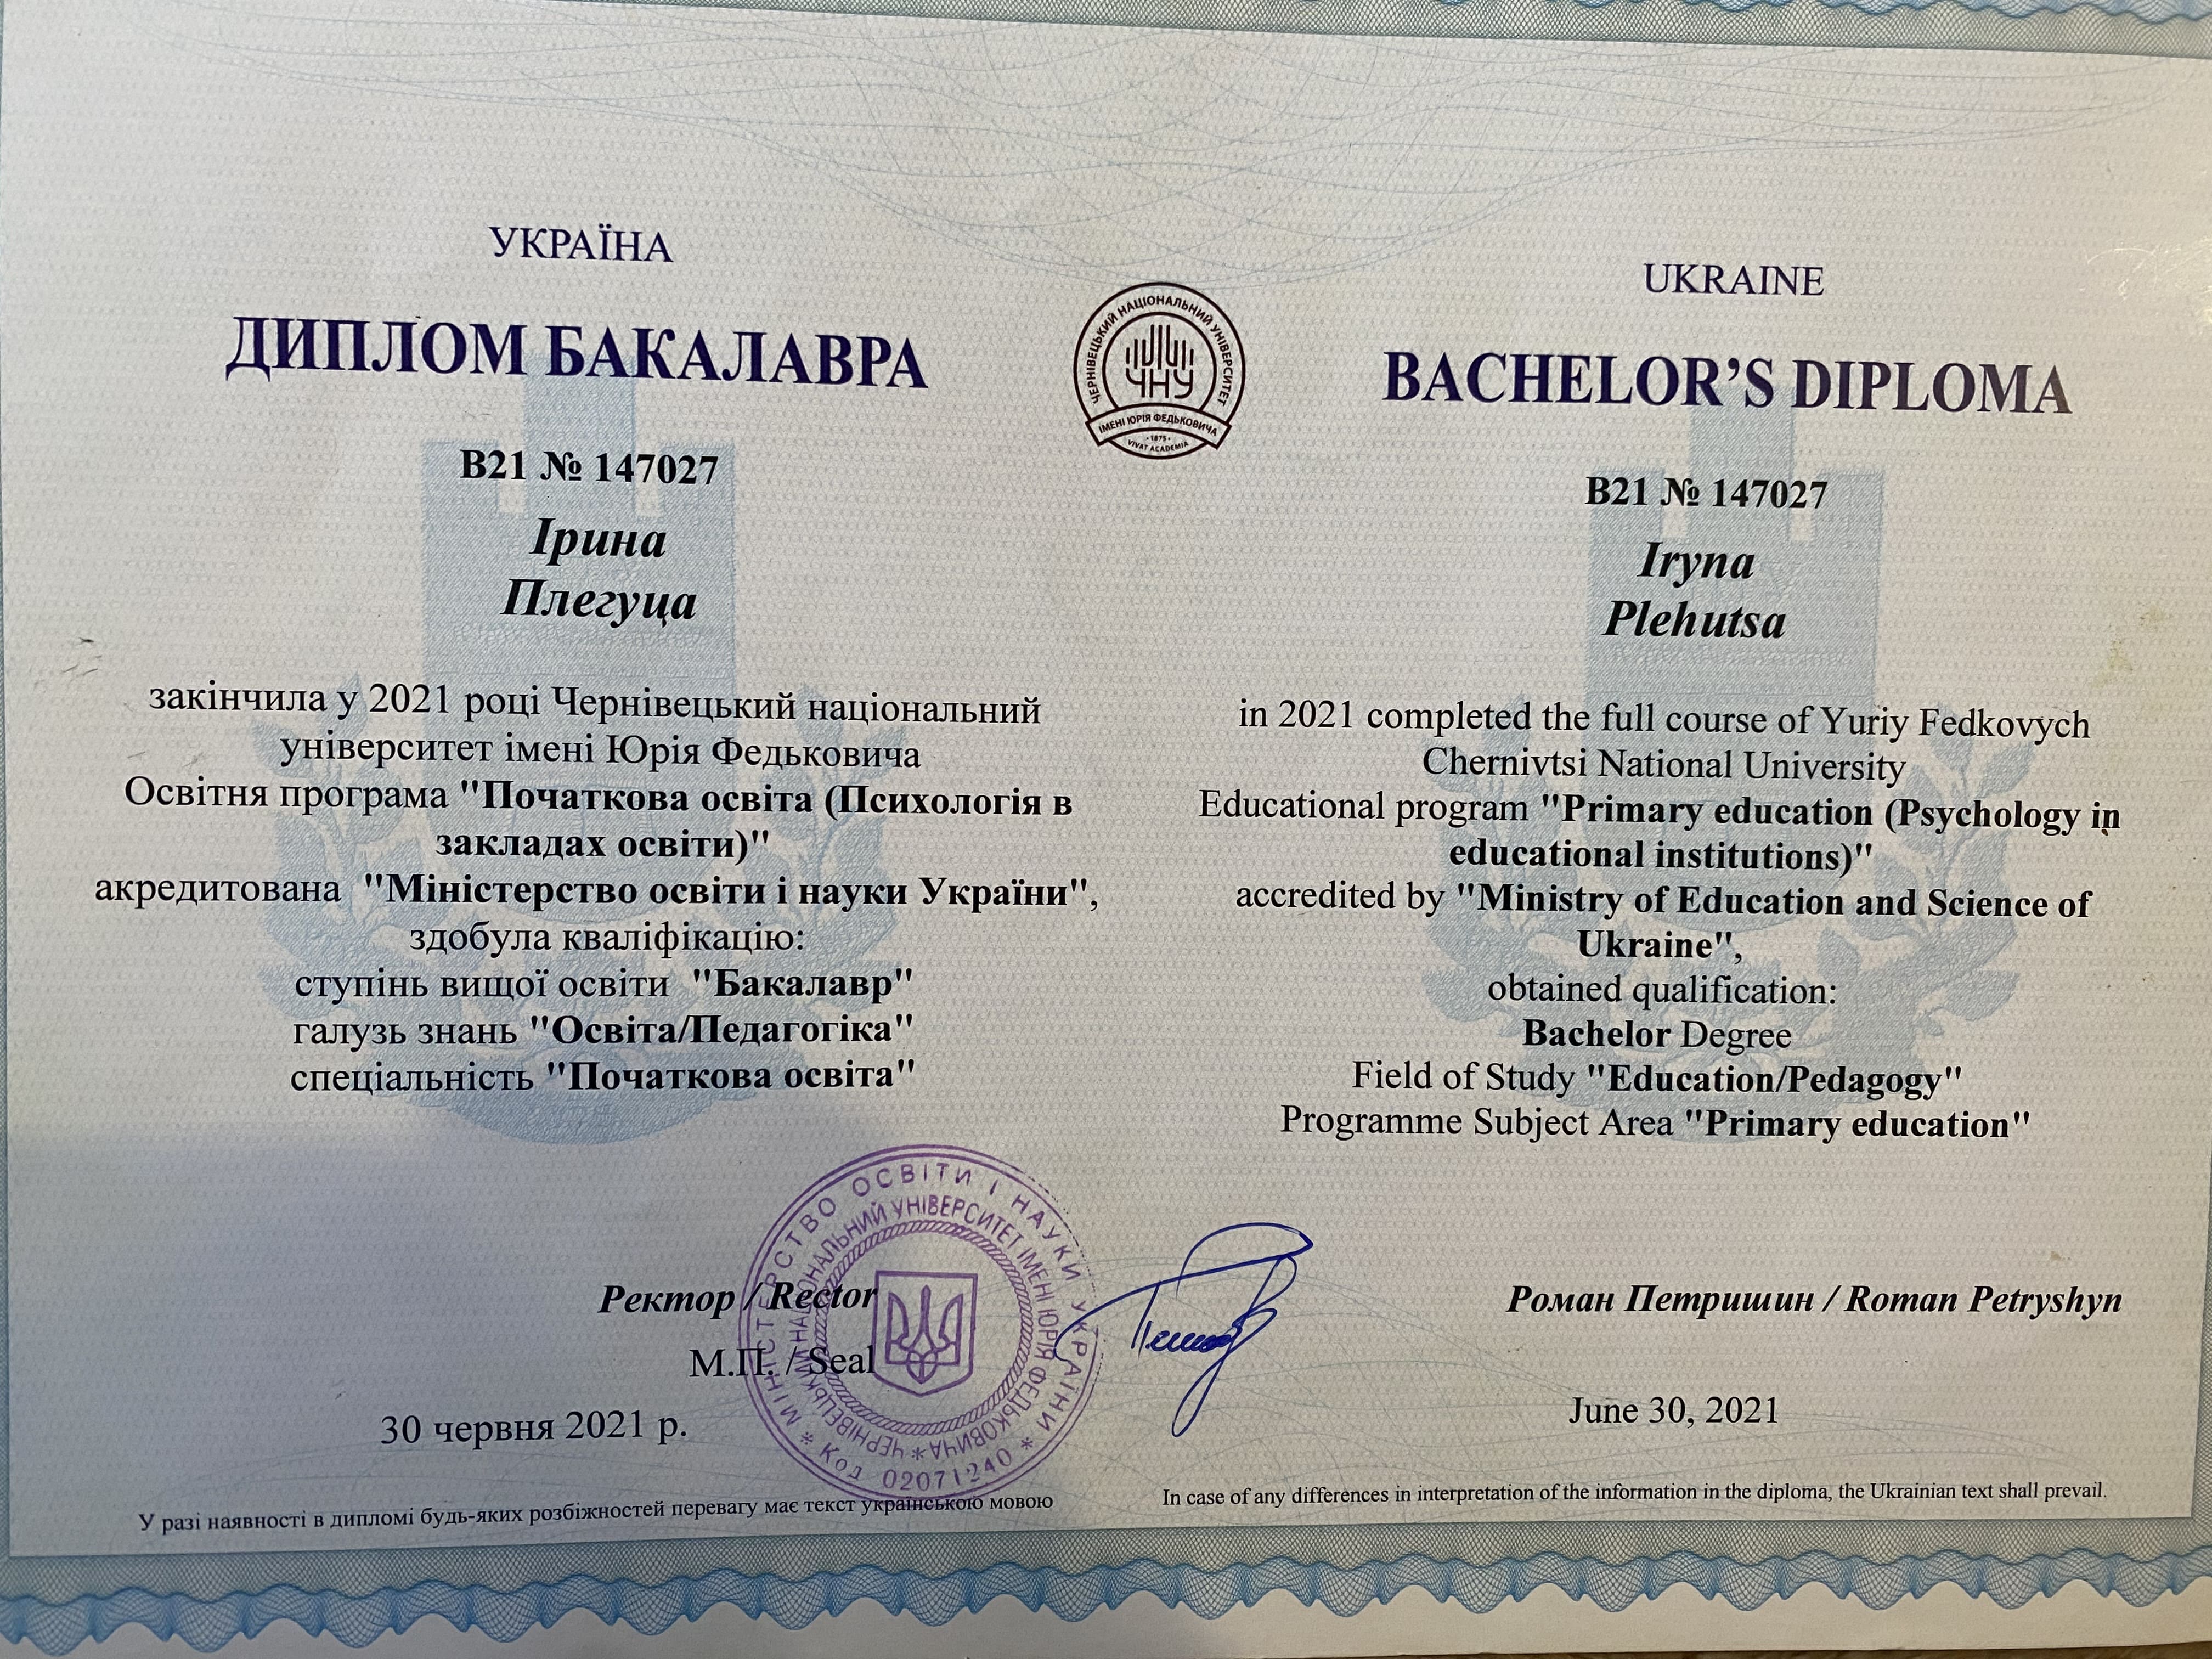 УКРАЇНА
ДИПЛОМ БАКАЛАВРА
В21 № 147027
Ірина
Плегуца
закінчила у 2021 році Чернівецький національний
університет імені Юрія Федьковича
Освітня програма "Початкова освіта (Психологія в
закладах освіти)"
акредитована "Міністерство освіти і науки України",
здобула кваліфікацію:
ступінь вищої освіти "Бакалавр"
галузь знань "Освіта/Педагогіка"
спеціальність "Початкова освіта"
ЧЕРНІВЕЦЬКИЙ НАЦІОНАЛЬНИЙ УНІВЕРСИТЕТ
ЧНУ
ІМЕНІ ЮРІЯ ФЕДЬКОВИЧА
·1875·
VIVAT ACADEMIA
UKRAINE
BACHELOR’S DIPLOMA
B21 № 147027
Iryna
Plehutsa
in 2021 completed the full course of Yuriy Fedkovych
Chernivtsi National University
Educational program "Primary education (Psychology in
educational institutions)"
accredited by "Ministry of Education and Science of
Ukraine",
obtained qualification:
Bachelor Degree
Field of Study "Education/Pedagogy"
Programme Subject Area "Primary education"
Ректор / Rector
М.П. / Seal
30 червня 2021 р.
МІНІСТЕРСТВО ОСВІТИ І НАУКИ УКРАЇНИ
* Код 02071240 *
ЧЕРНІВЕЦЬКИЙ НАЦІОНАЛЬНИЙ УНІВЕРСИТЕТ ІМЕНІ ЮРІЯ ФЕДЬКОВИЧА *
Роман Петришин / Roman Petryshyn
June 30, 2021
У разі наявності в дипломі будь-яких розбіжностей перевагу має текст українською мовою
In case of any differences in interpretation of the information in the diploma, the Ukrainian text shall prevail.